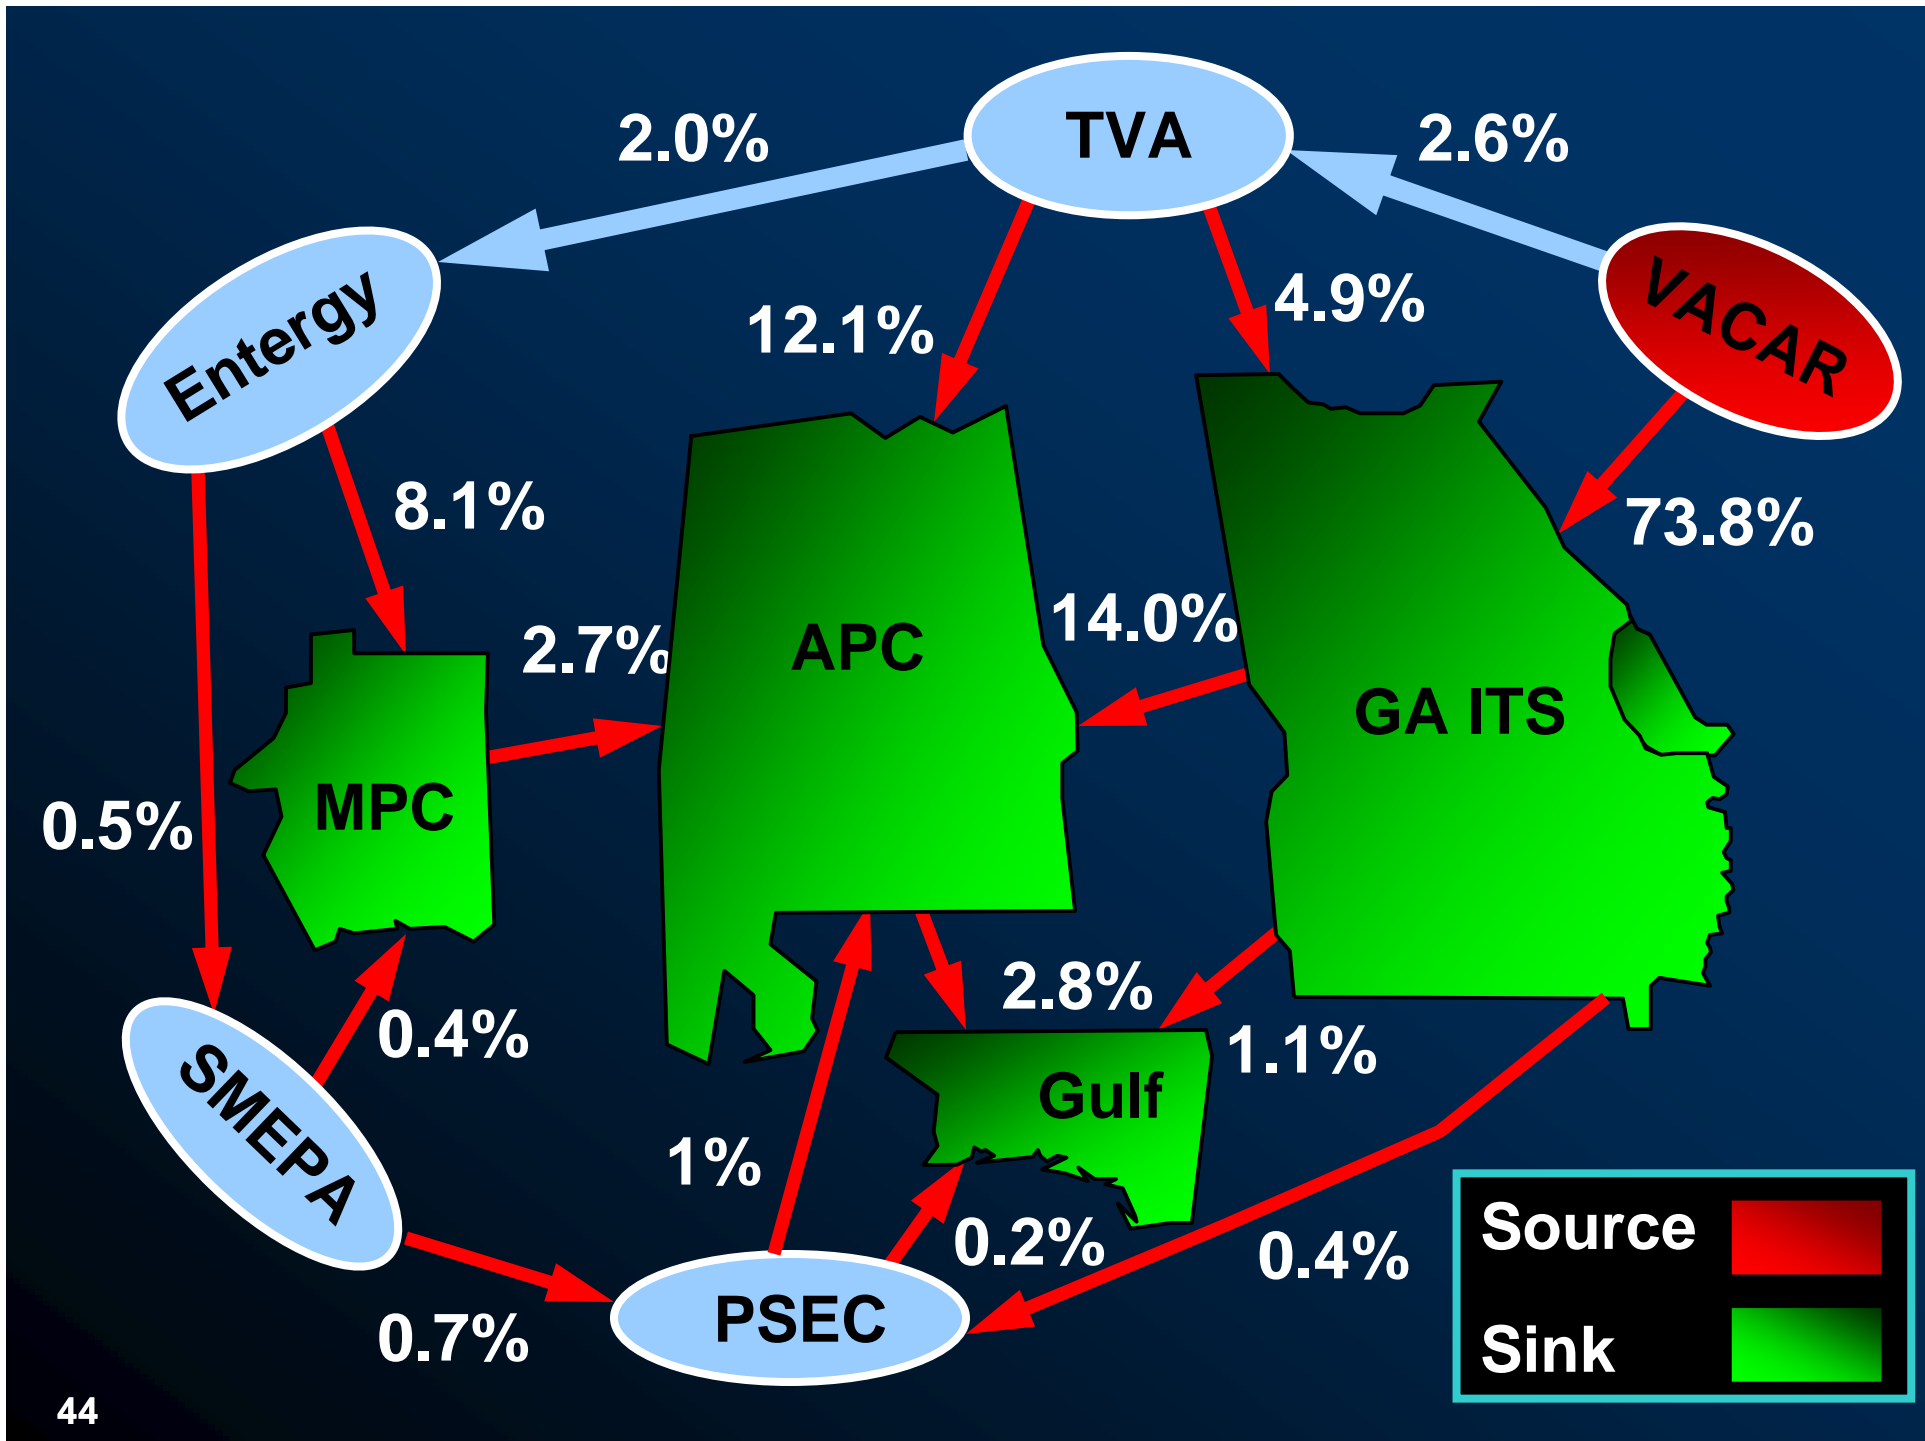 TVA
2.0%
2.6%
Entergy
VACAR
12.1%
4.9%
8.1%
73.8%
2.7%
APC
14.0%
GA ITS
MPC
0.5%
2.8%
0.4%
1.1%
SMEPA
Gulf
1%
0.2%
0.4%
Source
PSEC
0.7%
Sink
44